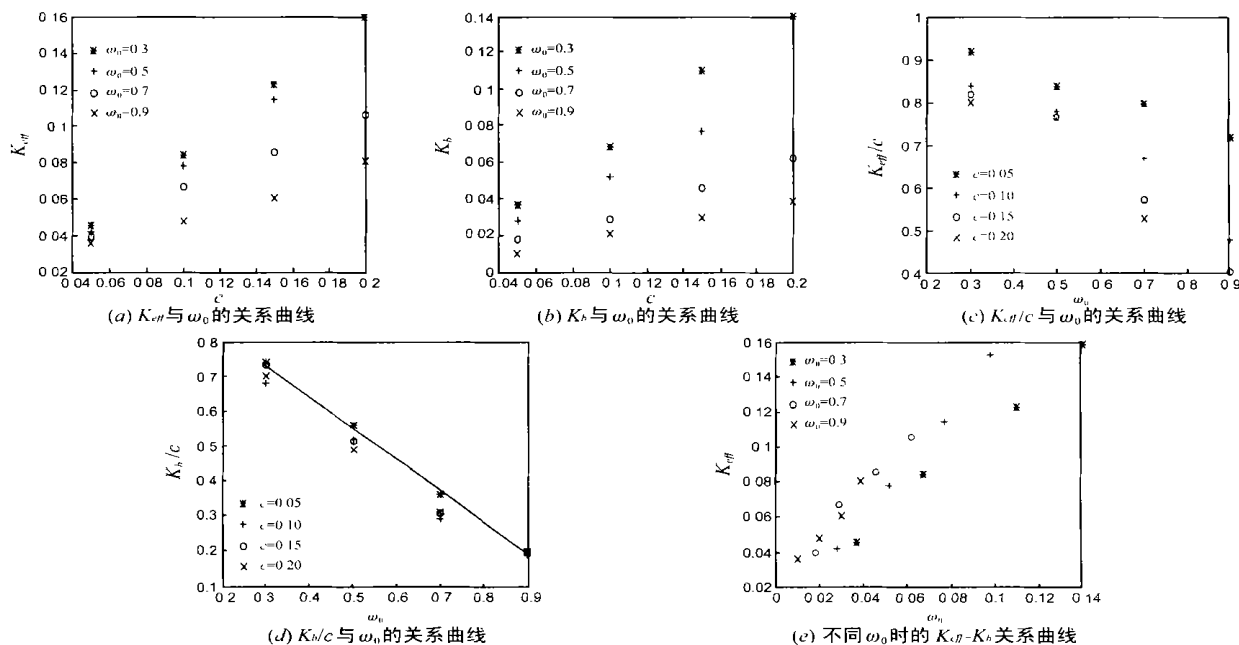 0 16
0 14
0 12
0 1
0 08
0 06
0 04
0 02
K_eff
✳ ω₀=0 3
+ ω₀=0 5
○ ω₀=0 7
× ω₀=0.9
0 04 0 06 0 08 0 1 0 12 0 14 0 16 0 18 0 2
c
(a) K_eff与ω₀的关系曲线
0.14
0 12
0 1
0 08
0 06
0 04
0 02
0
K_b
✳ ω₀=0.3
+ ω₀=0.5
○ ω₀=0.7
× ω₀=0.9
0 04 0 06 0 08 0.1 0 12 0 14 0 16 0 18 0.2
c
(b) K_b与ω₀的关系曲线
1
0.9
0.8
0.7
0 6
0 5
0 4
K_eff/c
✳ c=0 05
+ c=0.10
○ c=0.15
× c=0.20
0 2 0 3 0 4 0 5 0 6 0 7 0 8 0.9
ω₀
(c) K_eff/c与ω₀的关系曲线
0 8
0.7
0.6
0.5
0.4
0.3
0.2
0.1
K_b/c
✳ c=0 05
+ c=0 10
○ c=0 15
× c=0.20
0 2 0 3 0.4 0.5 0.6 0.7 0.8 0.9
ω₀
(d) K_b/c与ω₀的关系曲线
0 16
0 12
0.1
0 08
0 06
0 04
0 02
K_eff
✳ ω₀=0.3
+ ω₀=0.5
○ ω₀=0.7
× ω₀=0.9
0 0 02 0 04 0 06 0 08 0.1 0 12 0 14
ω₀
(e) 不同ω₀时的K_eff-K_b关系曲线